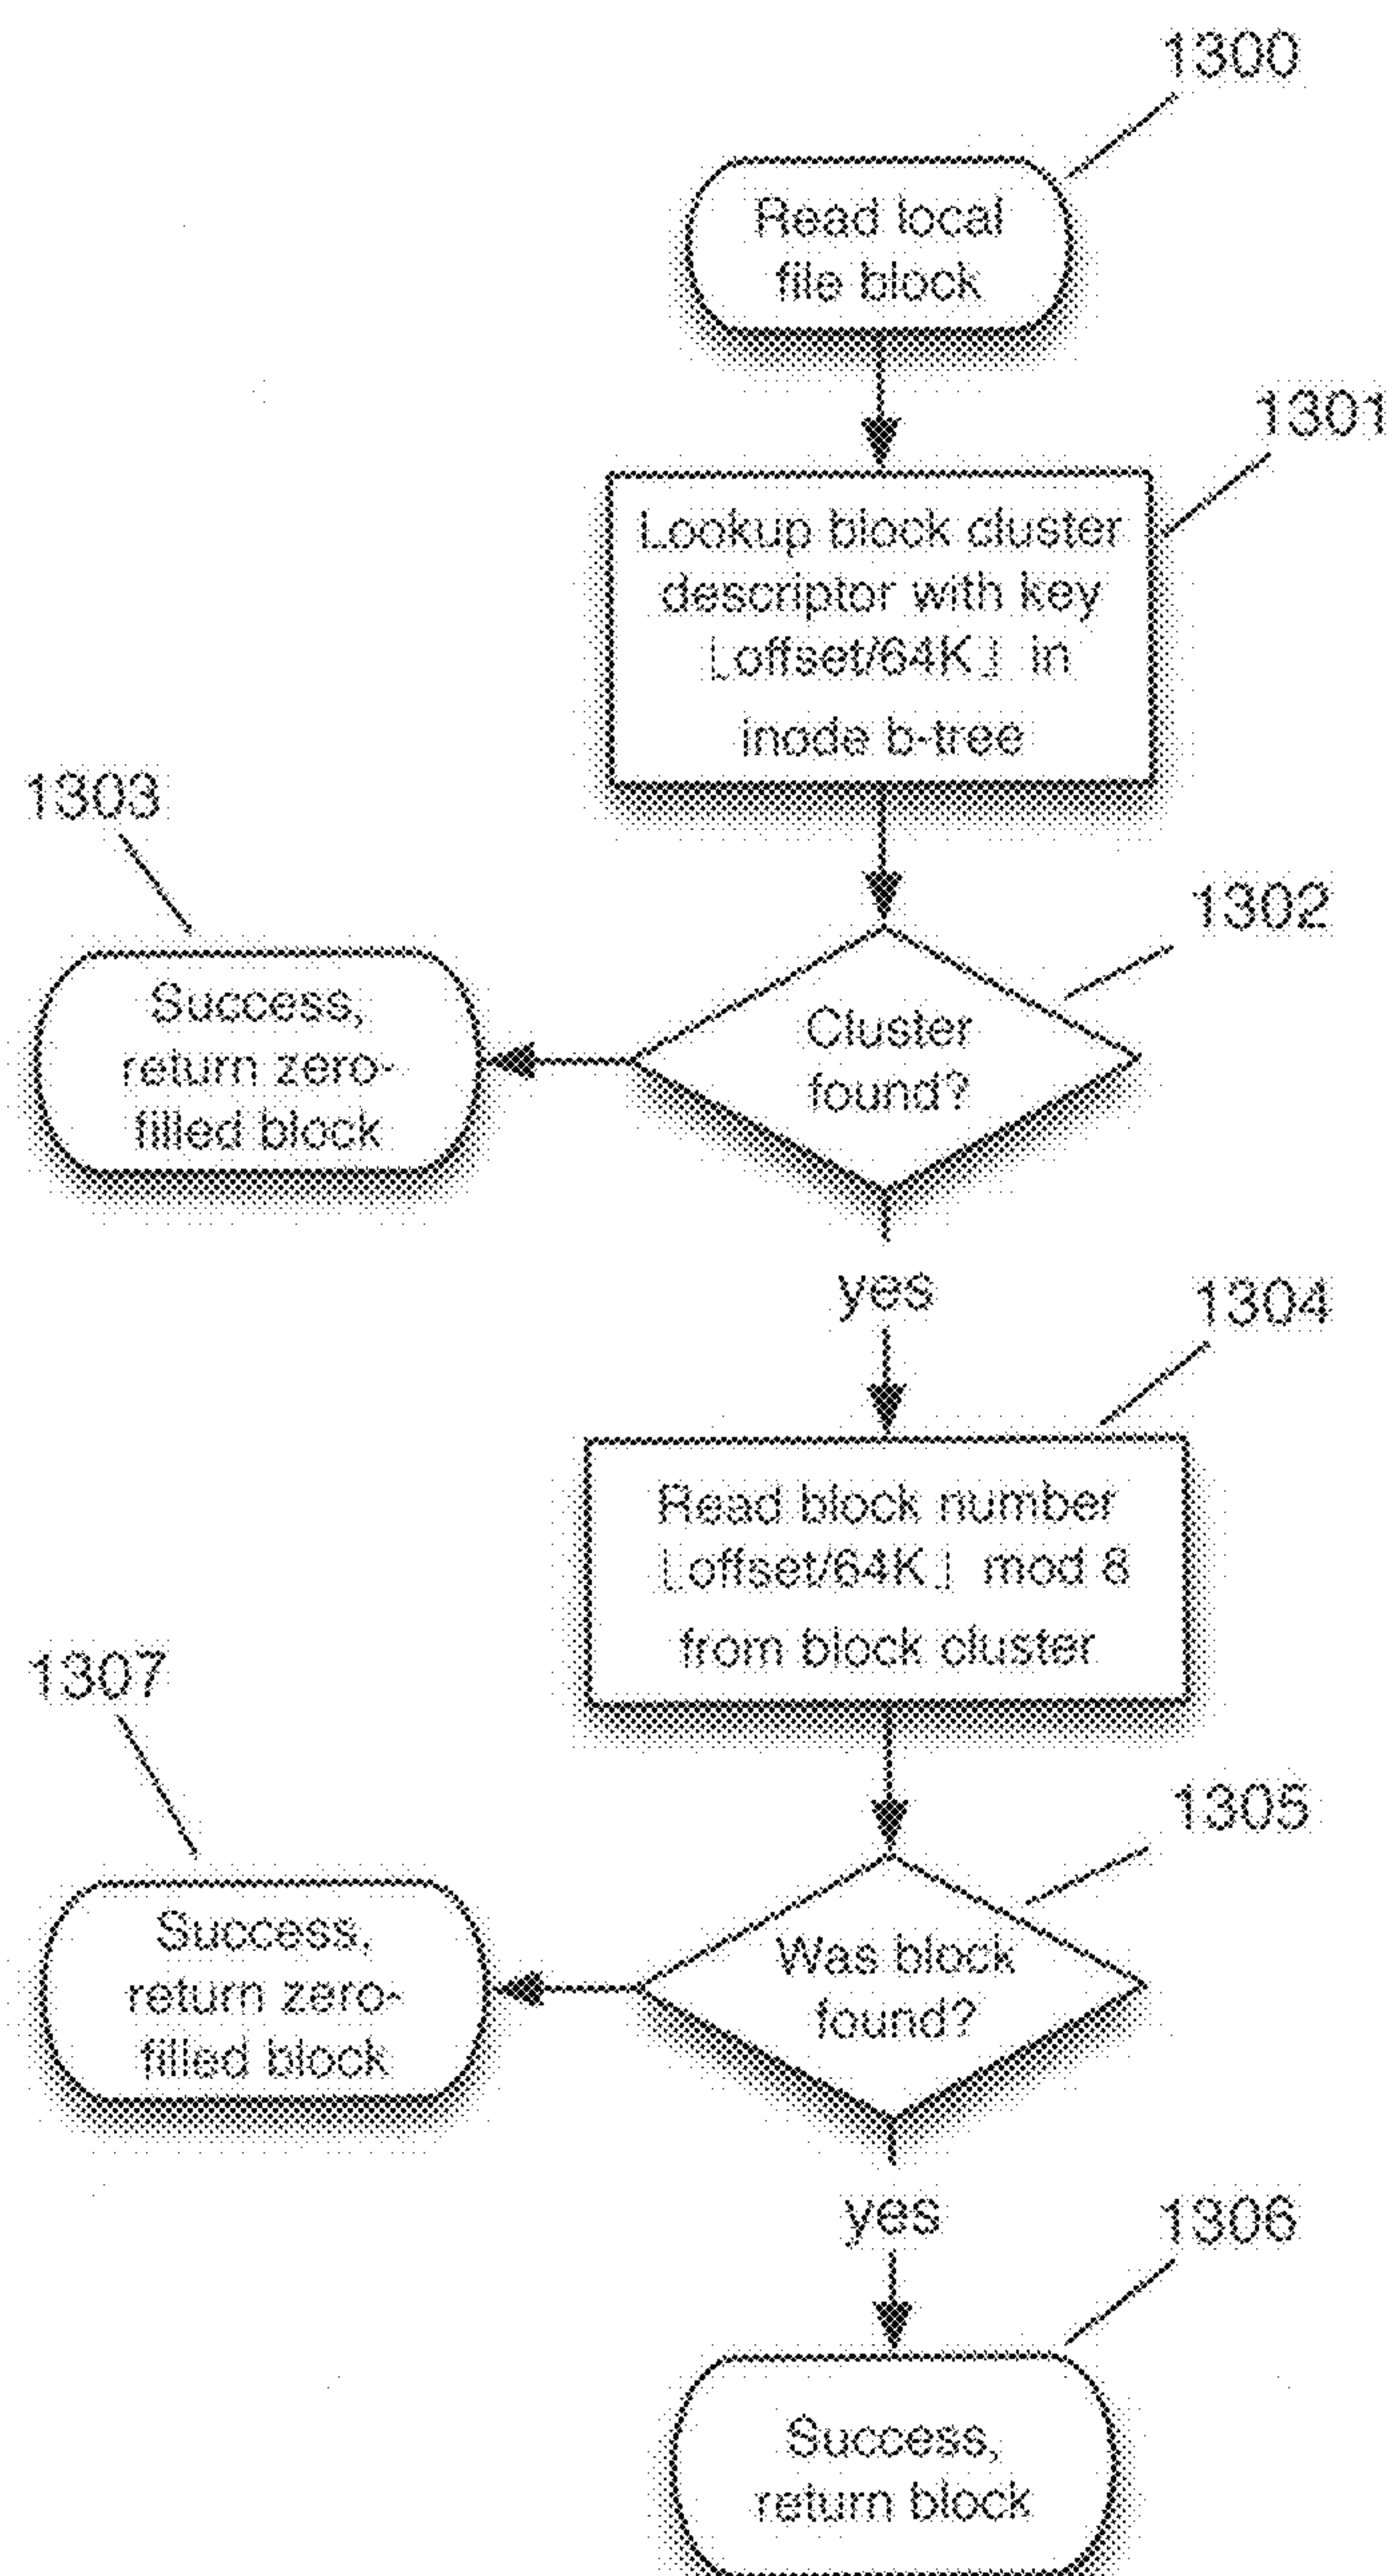 1300
Read local
file block
1301
Lookup block cluster
descriptor with key
⌊offset/64K⌋ in
inode b-tree
1303
1302
Success,
return zero-
filled block
Cluster
found?
yes
1304
Read block number
⌊offset/64K⌋ mod 8
from block cluster
1307
1305
Success,
return zero-
filled block
Was block
found?
yes
1306
Success,
return block